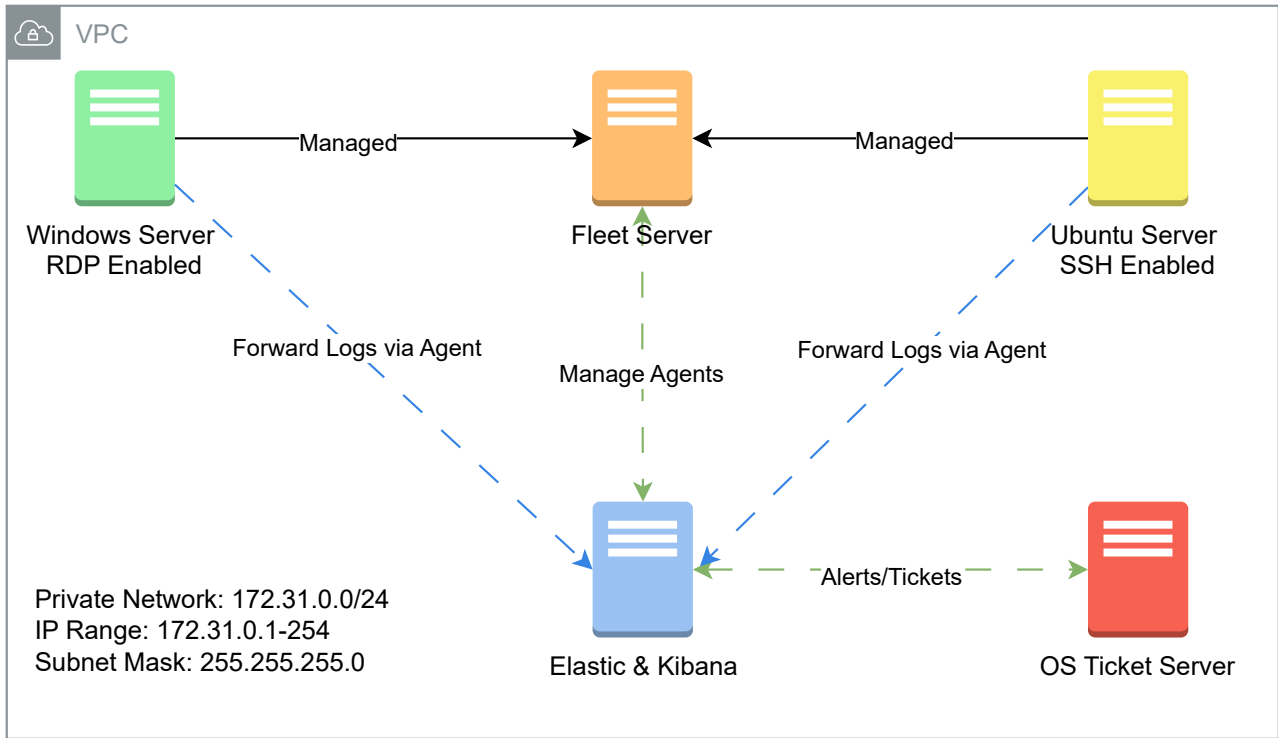 VPC
Managed
Managed
Windows Server
RDP Enabled
Fleet Server
Ubuntu Server
SSH Enabled
Forward Logs via Agent
Forward Logs via Agent
Manage Agents
Alerts/Tickets
Private Network: 172.31.0.0/24
IP Range: 172.31.0.1-254
Subnet Mask: 255.255.255.0
Elastic & Kibana
OS Ticket Server